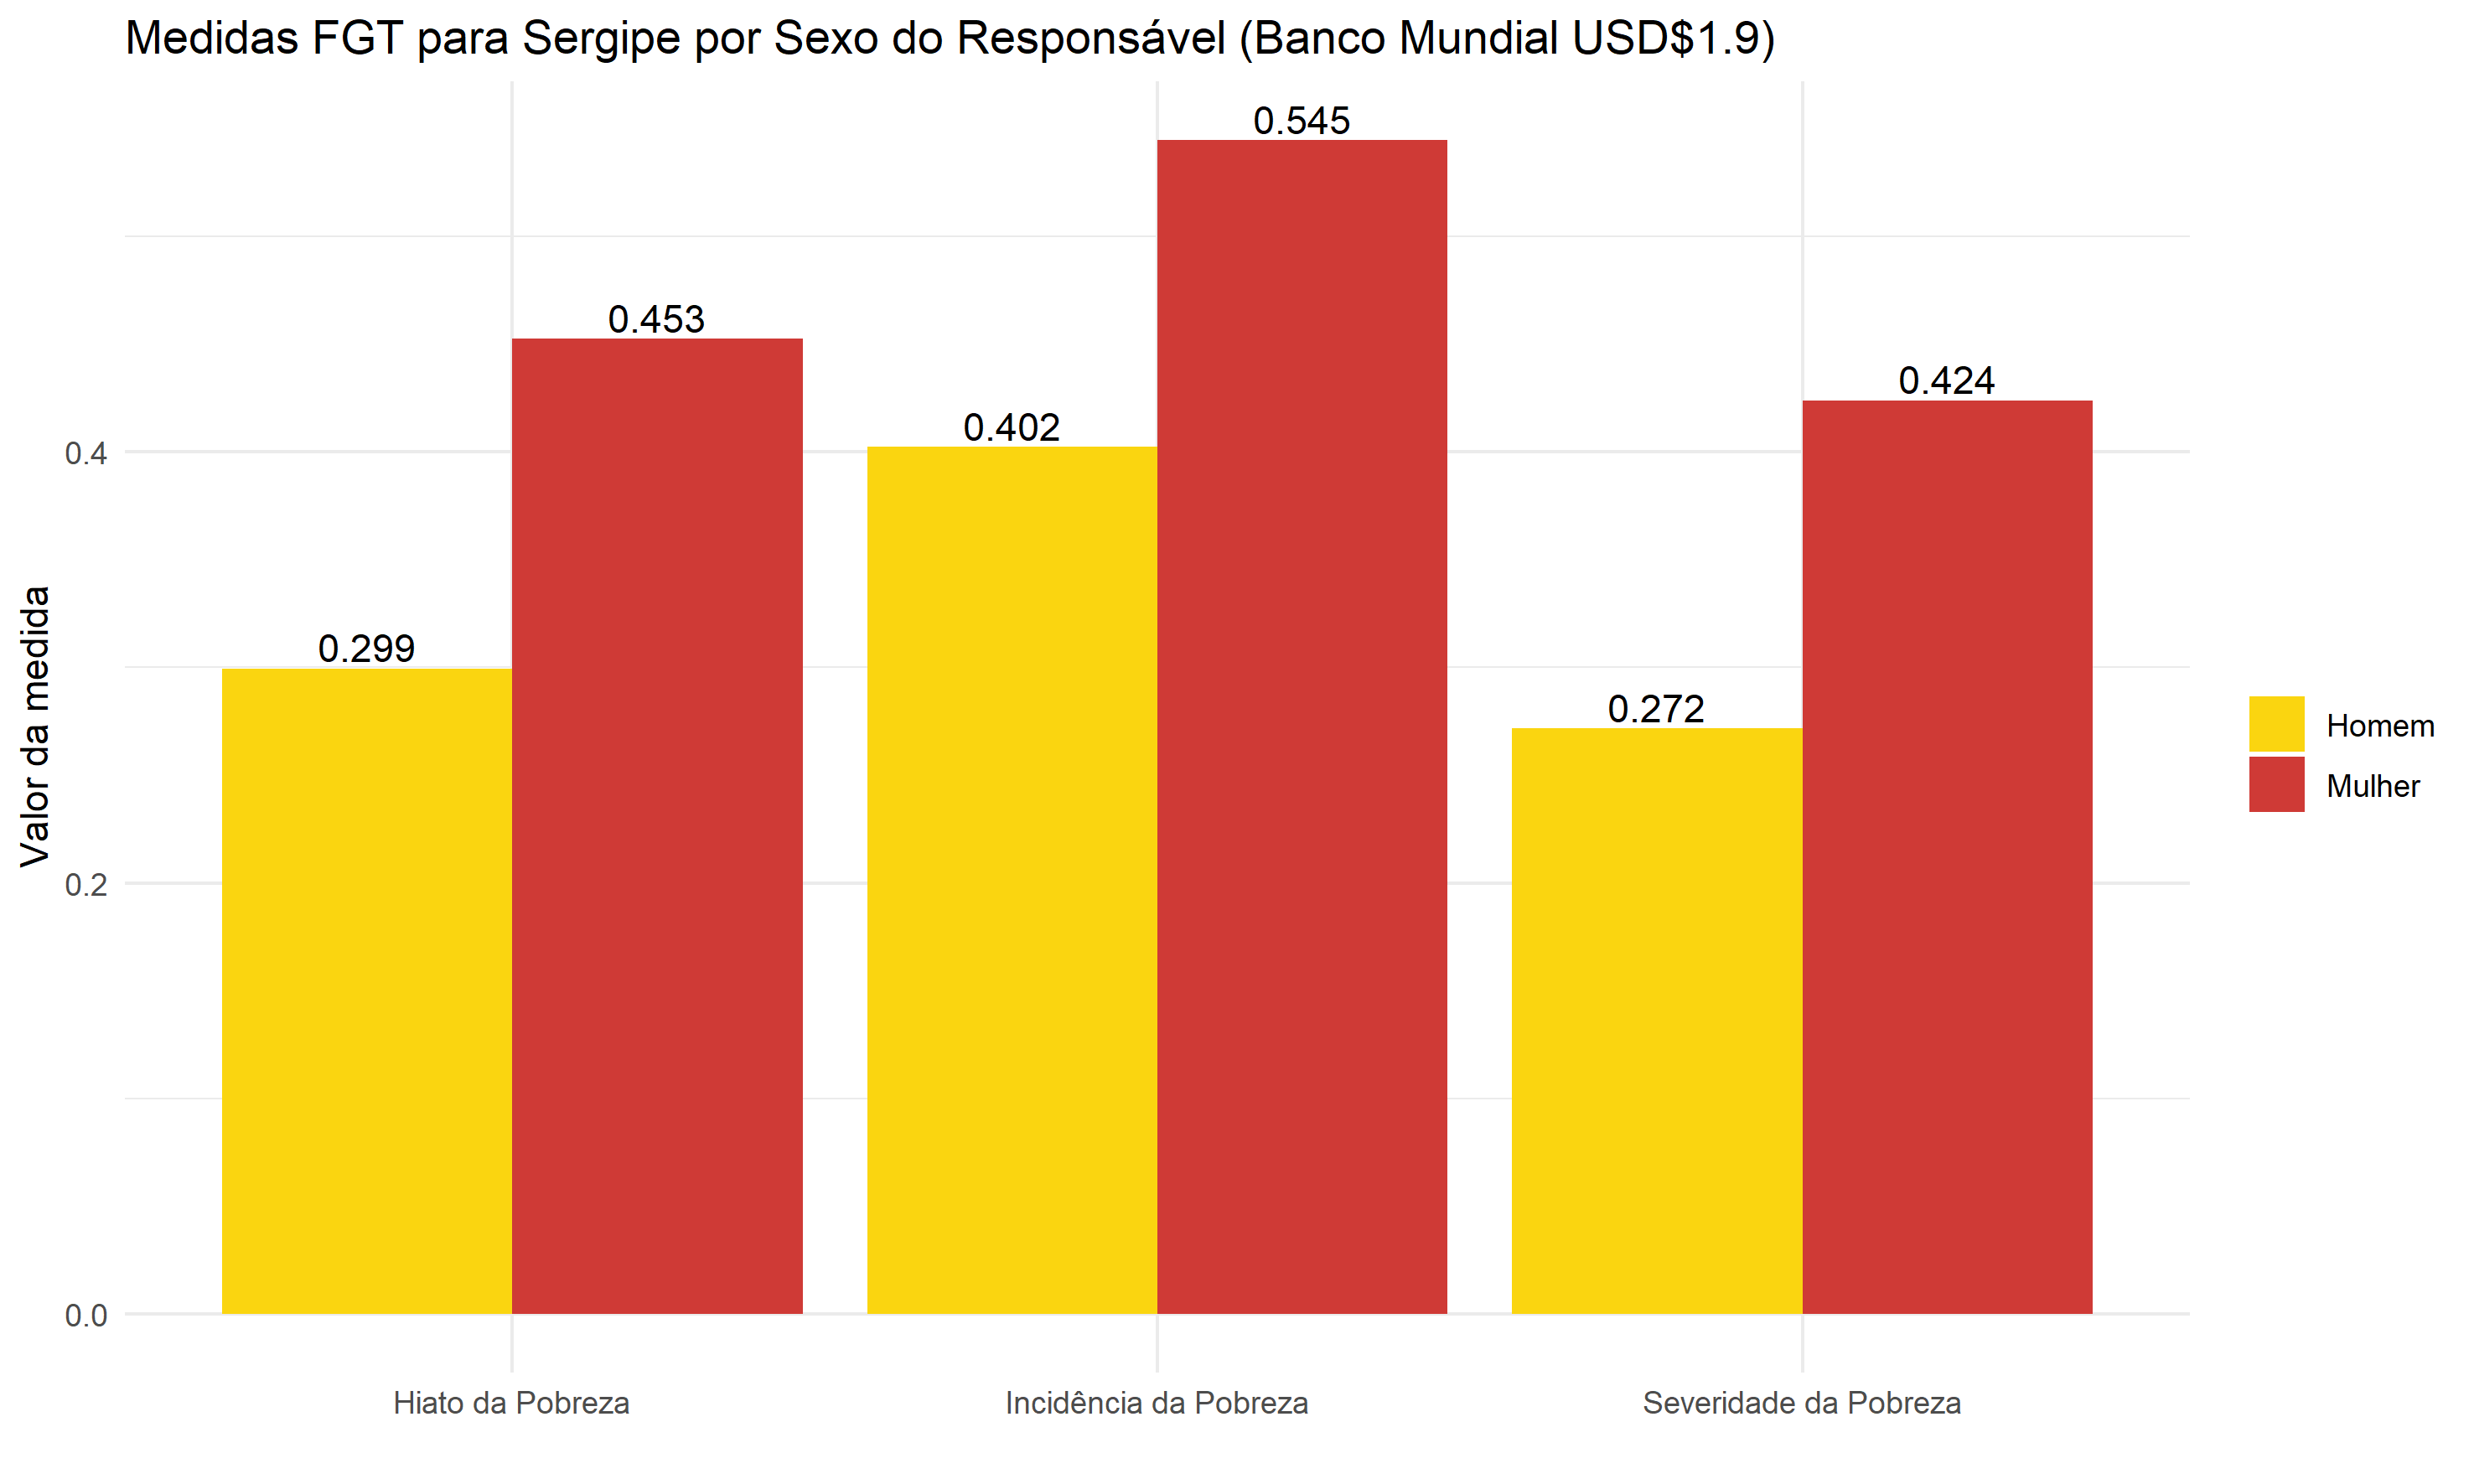 Medidas FGT para Sergipe por Sexo do Responsável (Banco Mundial USD$1.9)
0.545
0.453
0.424
0.402
0.4
0.299
0.272
Valor da medida
Homem
Mulher
0.2
0.0
Hiato da Pobreza
Incidência da Pobreza
Severidade da Pobreza